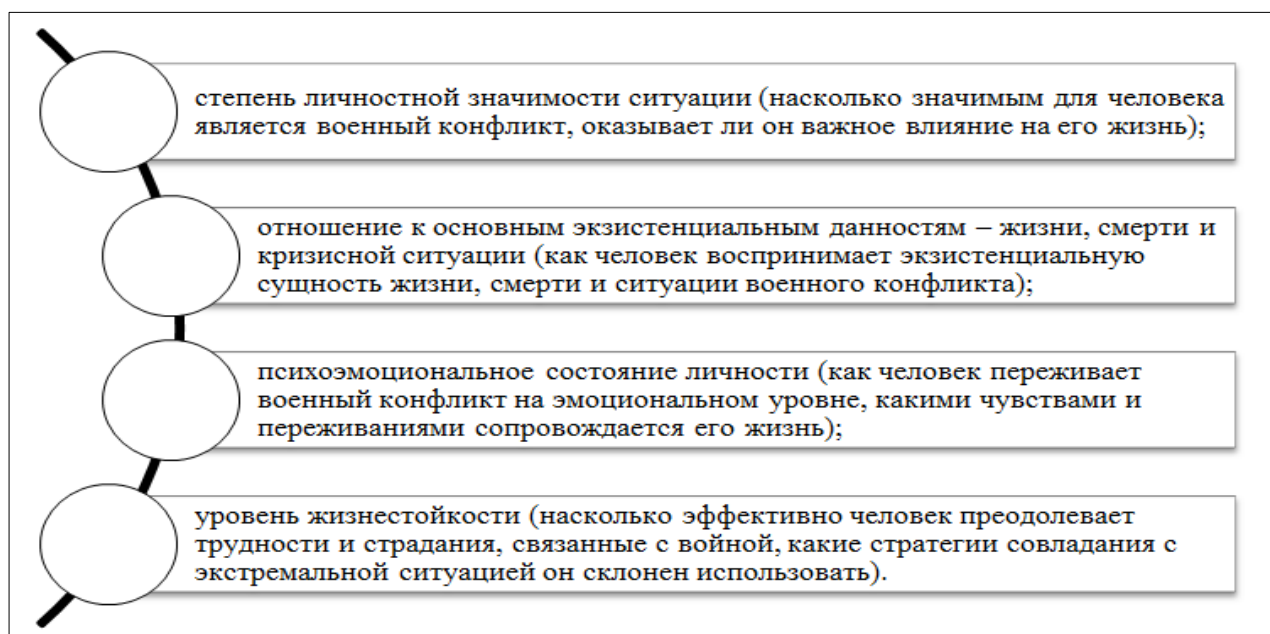 степень личностной значимости ситуации (насколько значимым для человека
является военный конфликт, оказывает ли он важное влияние на его жизнь);
отношение к основным экзистенциальным данностям – жизни, смерти и
кризисной ситуации (как человек воспринимает экзистенциальную
сущность жизни, смерти и ситуации военного конфликта);
психоэмоциональное состояние личности (как человек переживает
военный конфликт на эмоциональном уровне, какими чувствами и
переживаниями сопровождается его жизнь);
уровень жизнестойкости (насколько эффективно человек преодолевает
трудности и страдания, связанные с войной, какие стратегии совладания с
экстремальной ситуацией он склонен использовать).